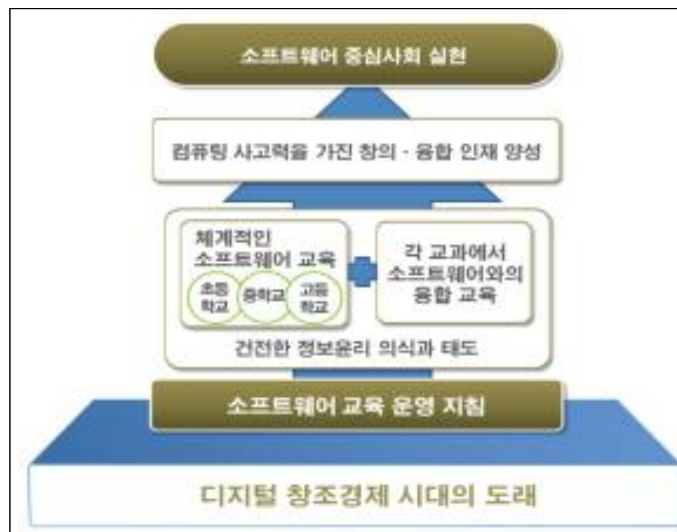 소프트웨어 중심사회 실현
컴퓨팅 사고력을 가진 창의 - 융합 인재 양성
체계적인
소프트웨어 교육
초등
학교
중학교
고등
학교
각 교과에서
소프트웨어와의
융합 교육
건전한 정보윤리 의식과 태도
소프트웨어 교육 운영 지침
디지털 창조경제 시대의 도래